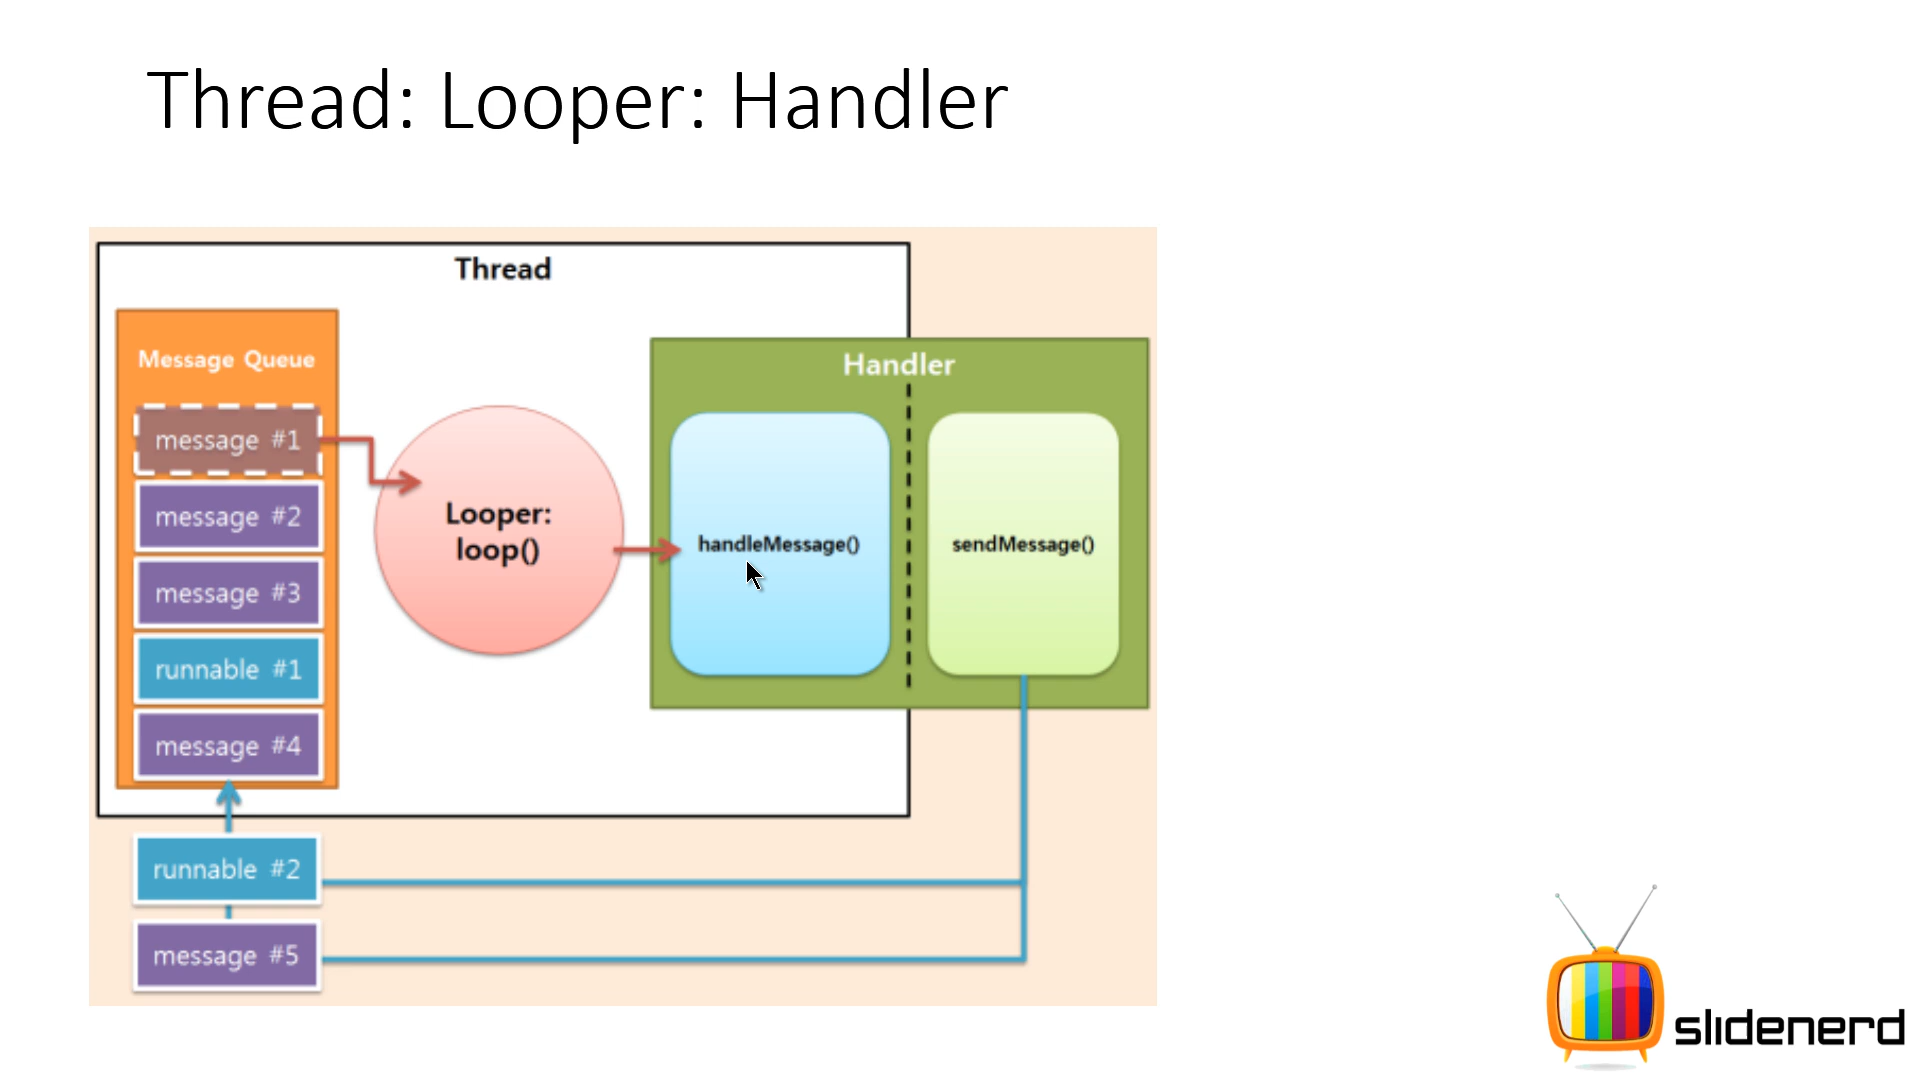 Thread: Looper: Handler
Thread
Message Queue
message #1
message #2
message #3
runnable #1
message #4
runnable #2
message #5
Looper:
loop()
Handler
handleMessage()
sendMessage()
slidenerd